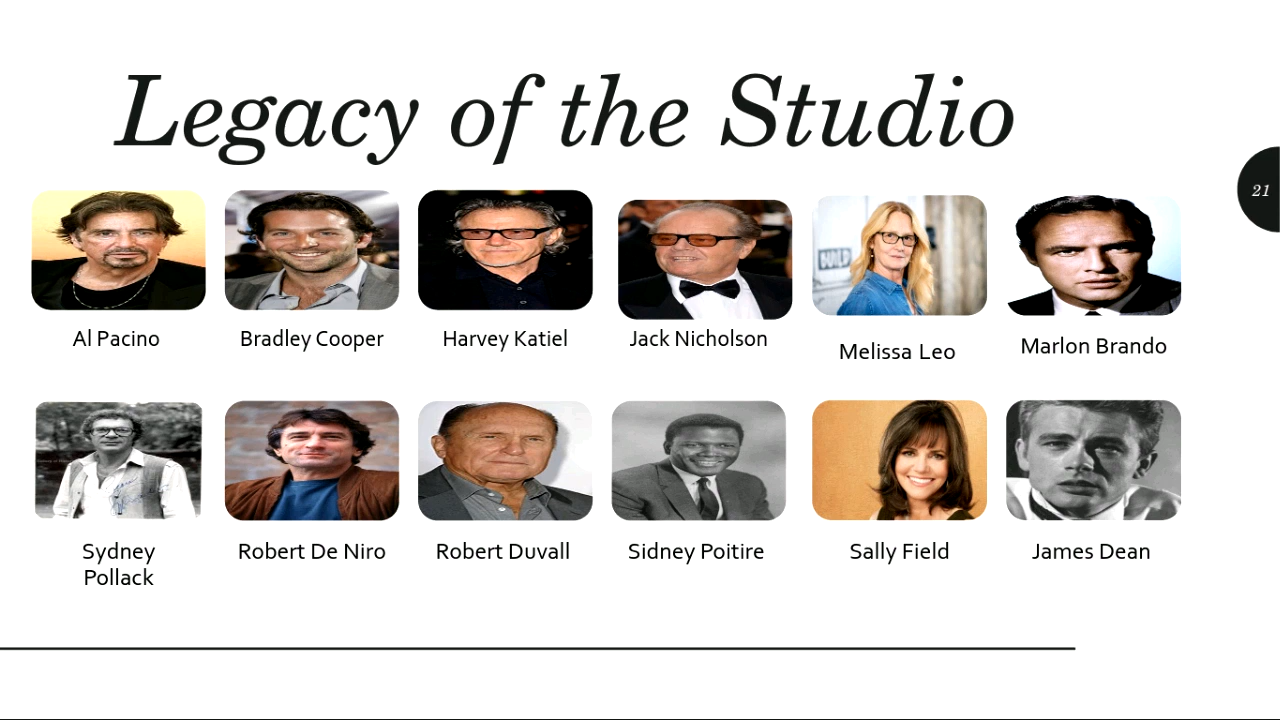 Legacy of the Studio
21
Al Pacino
Bradley Cooper
Harvey Katiel
Jack Nicholson
Melissa Leo
Marlon Brando
BUILD
Sydney
Pollack
Robert De Niro
Robert Duvall
Sidney Poitire
Sally Field
James Dean